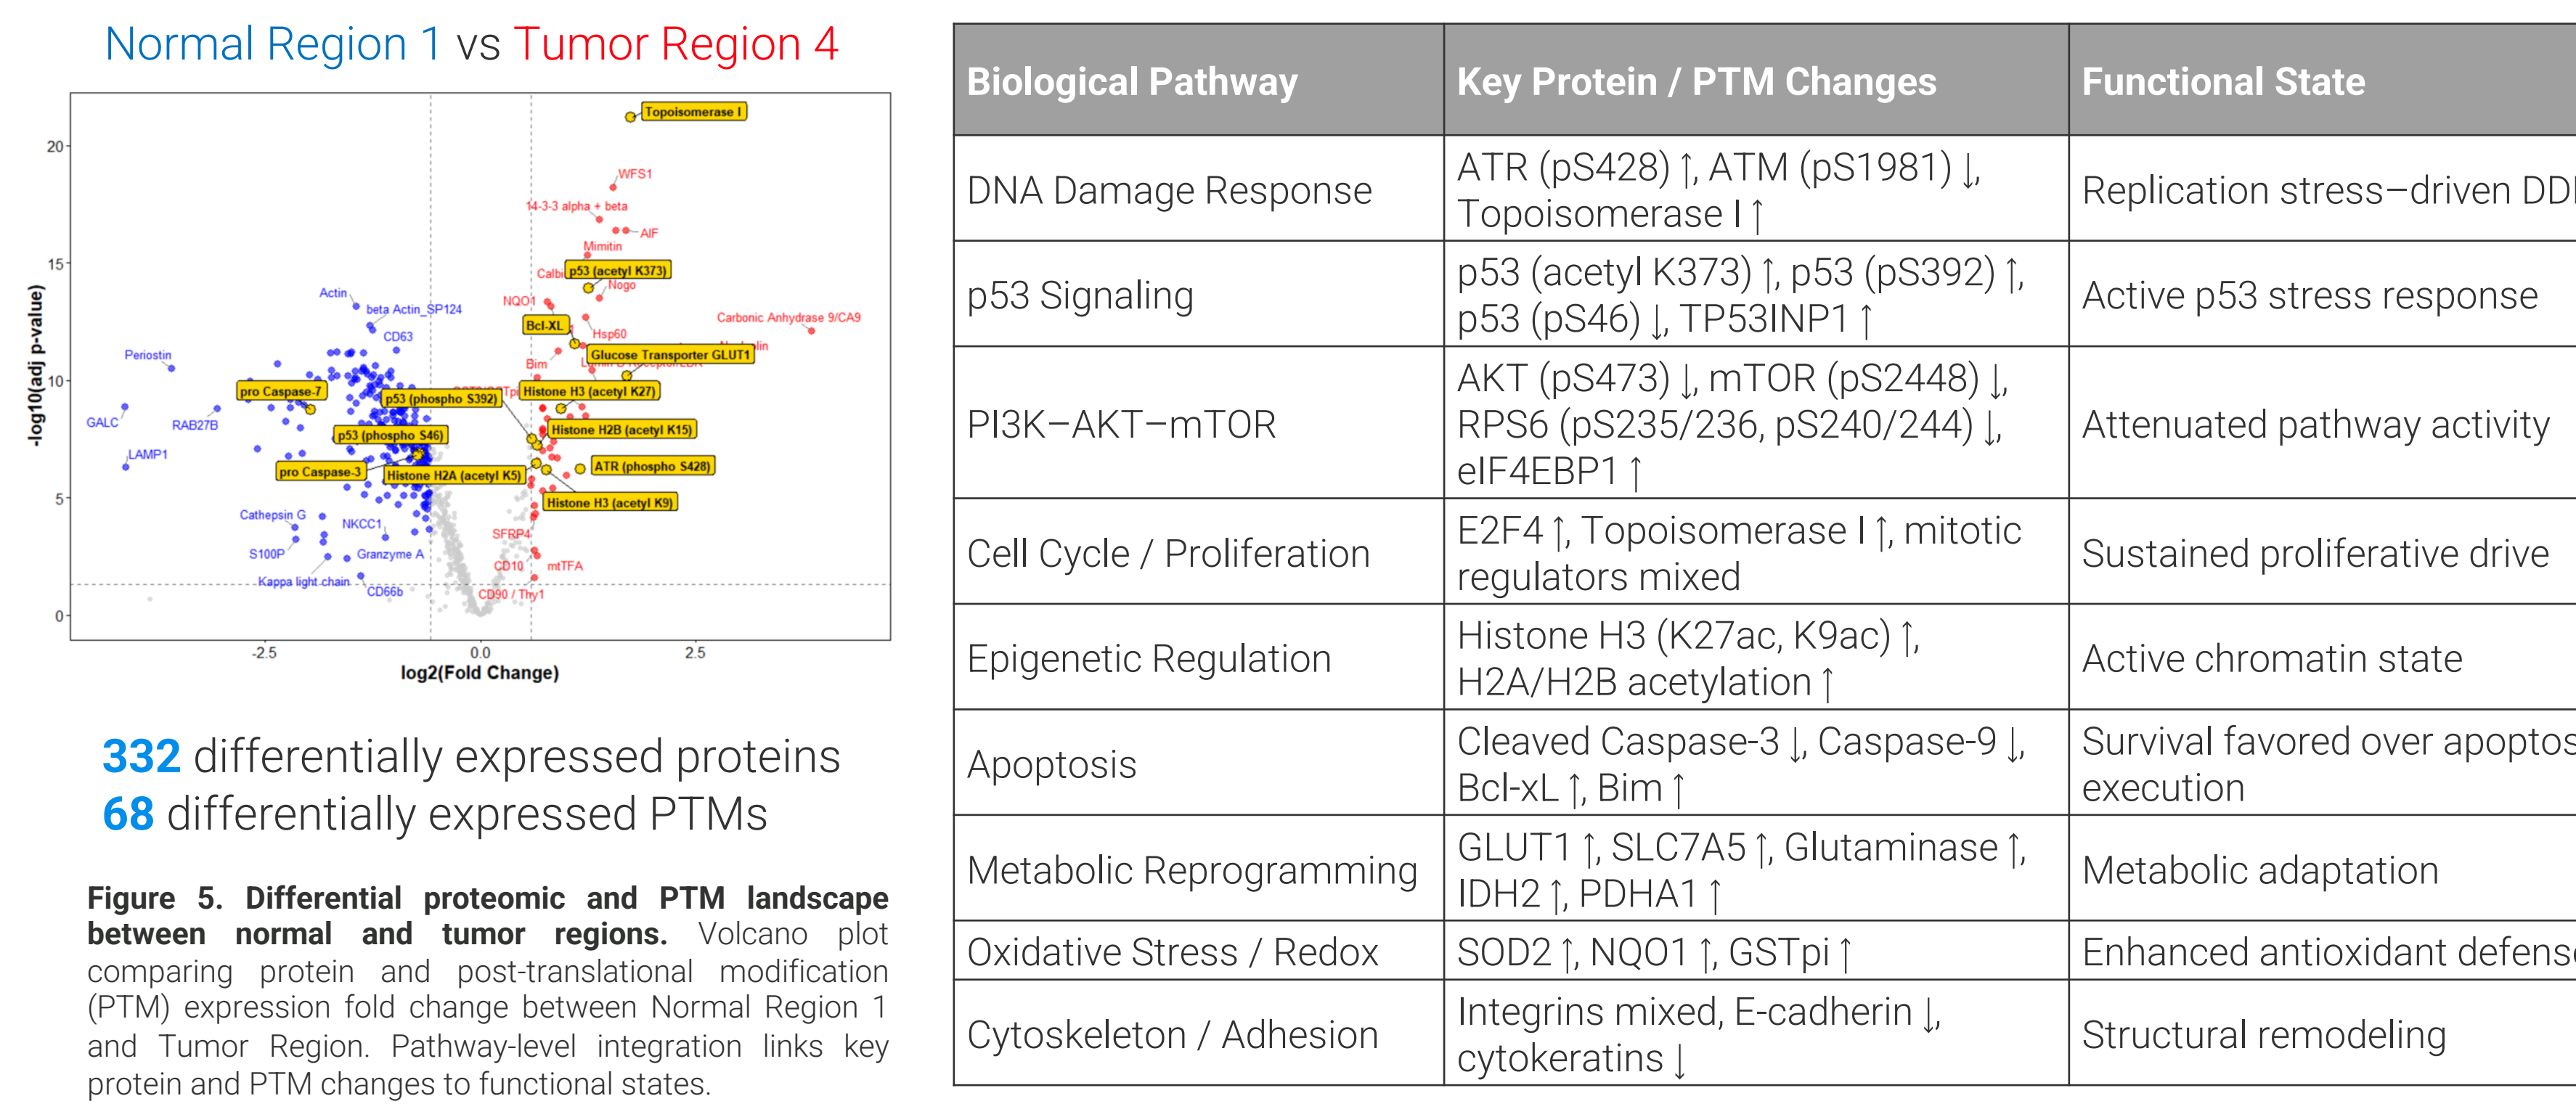 Normal Region 1 vs Tumor Region 4
-log10(adj p-value)
20
15
10
5
0
-2.5
0.0
2.5
log2(Fold Change)
Topoisomerase I
WFS1
14-3-3 alpha + beta
AIF
Mimitin
p53 (acetyl K373)
Nogo
NQO1
Bcl-XL
Hsp60
Carbonic Anhydrase 9/CA9
Glucose Transporter GLUT1
Bim
Actin
beta Actin_SP124
CD63
Periostin
GALC
RAB27B
LAMP1
pro Caspase-7
p53 (phospho S392)
Histone H3 (acetyl K27)
p53 (phospho S46)
Histone H2B (acetyl K15)
pro Caspase-3
Histone H2A (acetyl K5)
ATR (phospho S428)
Histone H3 (acetyl K9)
Cathepsin G
NKCC1
S100P
Granzyme A
Kappa light chain
CD66b
SFRP4
CD10
mtTFA
CD90 / Thy1
332 differentially expressed proteins
68 differentially expressed PTMs
Figure 5. Differential proteomic and PTM landscape
between normal and tumor regions. Volcano plot
comparing protein and post-translational modification
(PTM) expression fold change between Normal Region 1
and Tumor Region. Pathway-level integration links key
protein and PTM changes to functional states.
Biological Pathway
Key Protein / PTM Changes
Functional State
DNA Damage Response
ATR (pS428) ↑, ATM (pS1981) ↓,
Topoisomerase I ↑
Replication stress–driven
p53 Signaling
p53 (acetyl K373) ↑, p53 (pS392) ↑,
p53 (pS46) ↓, TP53INP1 ↑
Active p53 stress response
PI3K–AKT–mTOR
AKT (pS473) ↓, mTOR (pS2448) ↓,
RPS6 (pS235/236, pS240/244) ↓,
eIF4EBP1 ↑
Attenuated pathway activity
Cell Cycle / Proliferation
E2F4 ↑, Topoisomerase I ↑, mitotic
regulators mixed
Sustained proliferative drive
Epigenetic Regulation
Histone H3 (K27ac, K9ac) ↑,
H2A/H2B acetylation ↑
Active chromatin state
Apoptosis
Cleaved Caspase-3 ↓, Caspase-9 ↓,
Bcl-xL ↑, Bim ↑
Survival favored over
execution
Metabolic Reprogramming
GLUT1 ↑, SLC7A5 ↑, Glutaminase ↑,
IDH2 ↑, PDHA1 ↑
Metabolic adaptation
Oxidative Stress / Redox
SOD2 ↑, NQO1 ↑, GSTpi ↑
Enhanced antioxidant
Cytoskeleton / Adhesion
Integrins mixed, E-cadherin ↓,
cytokeratins ↓
Structural remodeling